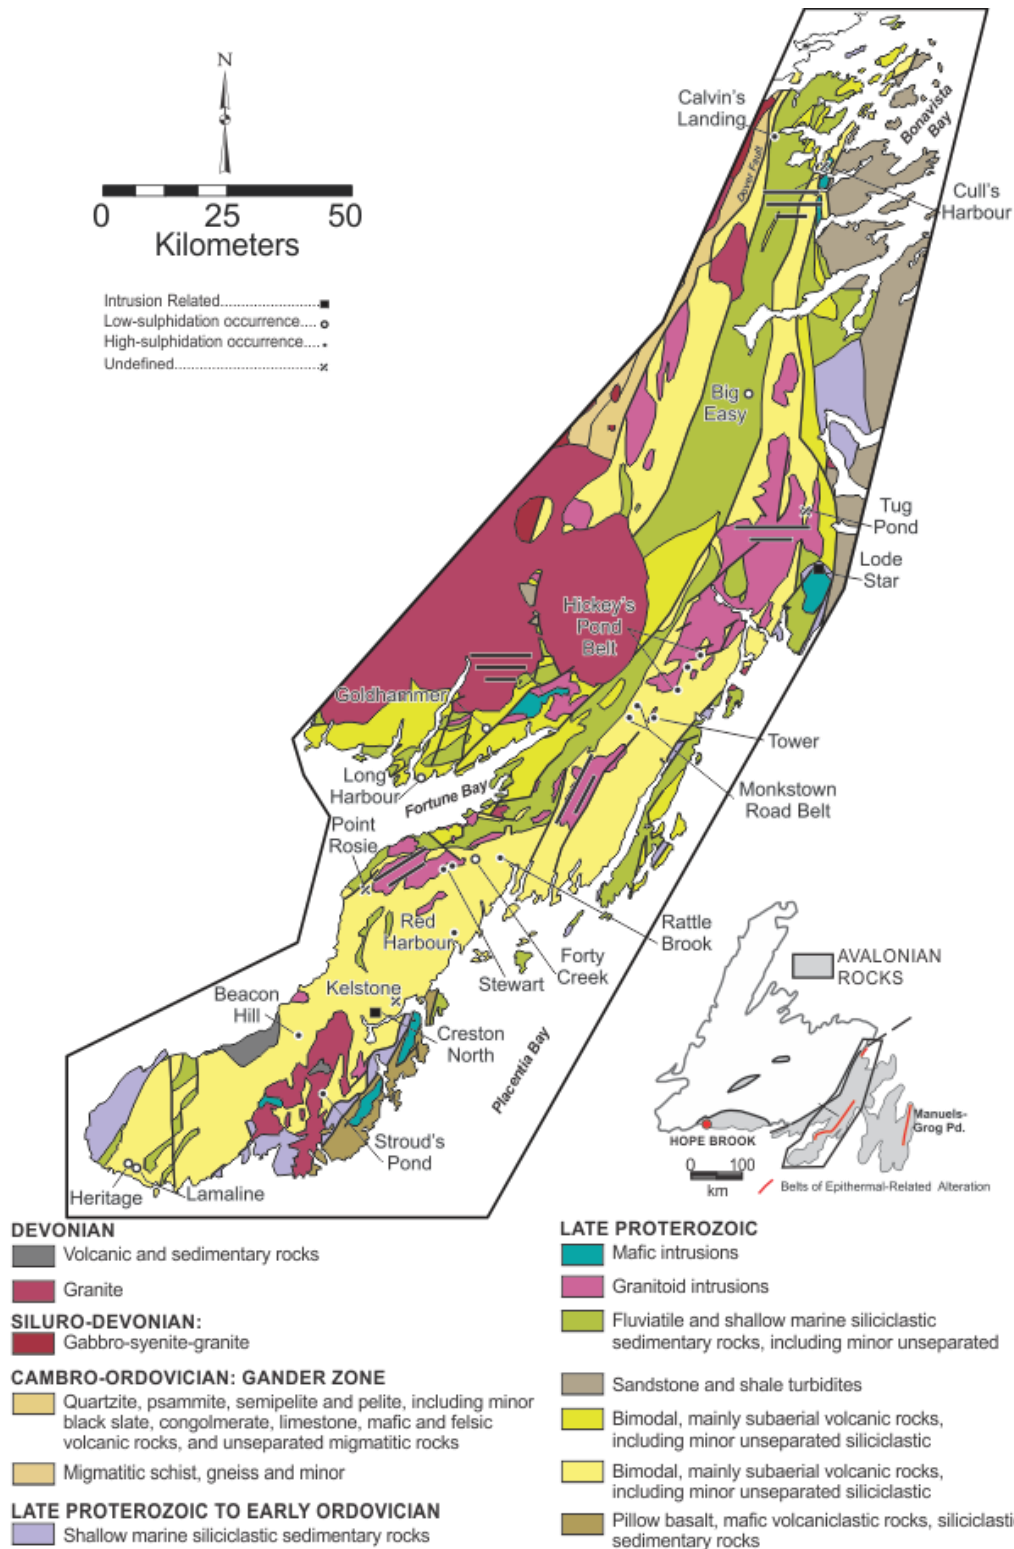 N
0 25 50
Kilometers
Intrusion Related
Low-sulphidation occurrence
High-sulphidation occurrence
Undefined
Calvin's
Landing
Bonavista
Bay
Dover Fault
Cull's
Harbour
Big
Easy
Tug
Pond
Lode
Star
Hickey's
Pond
Belt
Goldhammer
Tower
Long
Harbour
Fortune Bay
Monkstown
Road Belt
Point
Rosie
Red
Harbour
Rattle
Brook
Forty
Creek
Stewart
Kelstone
Beacon
Hill
Creston
North
Placentia Bay
Stroud's
Pond
Heritage
Lamaline
AVALONIAN
ROCKS
HOPE BROOK
Manuels-
Grog Pd.
0 100
km
Belts of Epithermal-Related Alteration
DEVONIAN
Volcanic and sedimentary rocks
Granite
SILURO-DEVONIAN:
Gabbro-syenite-granite
CAMBRO-ORDOVICIAN: GANDER ZONE
Quartzite, psammite, semipelite and pelite, including minor
black slate, congolmerate, limestone, mafic and felsic
volcanic rocks, and unseparated migmatitic rocks
Migmatitic schist, gneiss and minor
LATE PROTEROZOIC TO EARLY ORDOVICIAN
Shallow marine siliciclastic sedimentary rocks
LATE PROTEROZOIC
Mafic intrusions
Granitoid intrusions
Fluviatile and shallow marine siliciclastic
sedimentary rocks, including minor unseparated
Sandstone and shale turbidites
Bimodal, mainly subaerial volcanic rocks,
including minor unseparated siliciclastic
Bimodal, mainly subaerial volcanic rocks,
including minor unseparated siliciclastic
Pillow basalt, mafic volcaniclastic rocks, siliciclasti
sedimentary rocks